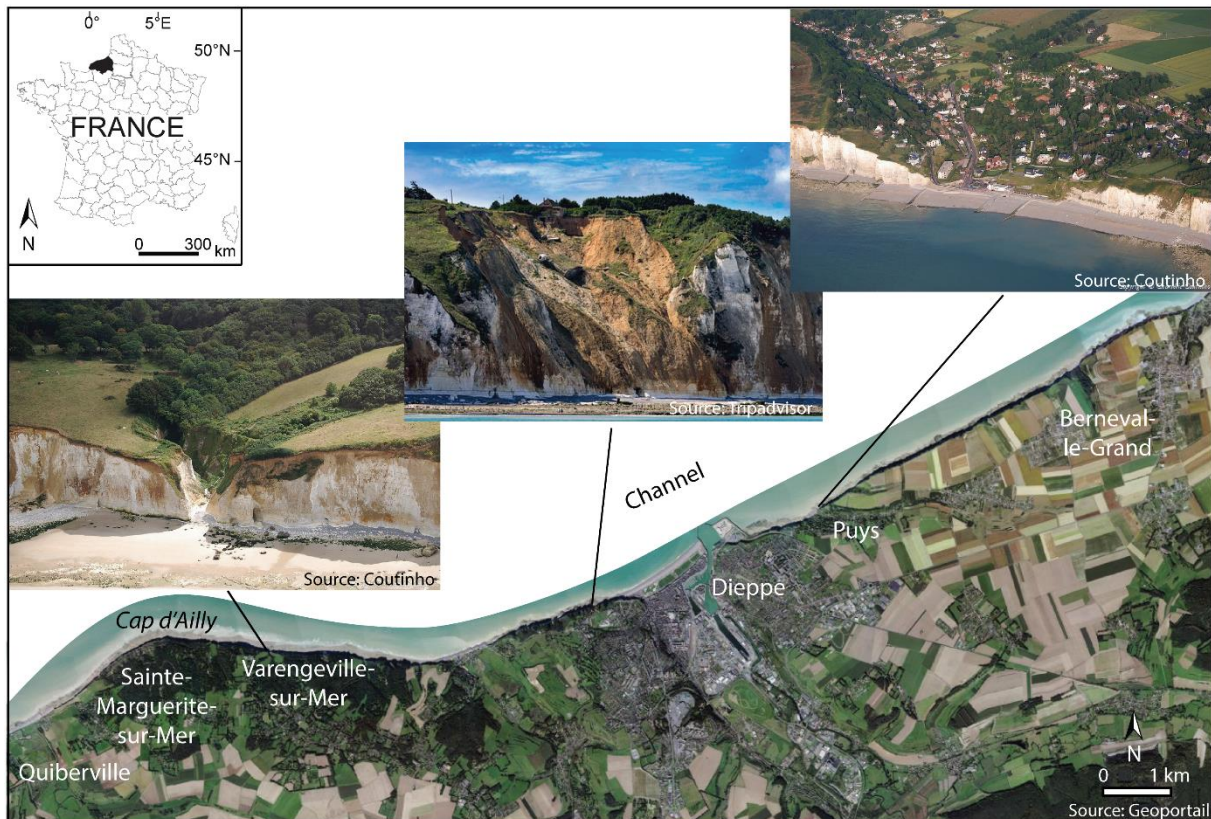 0° 5°E
50°N
FRANCE
45°N
N
0 300 km
Source: Coutinho
Source: Tripadvisor
Source: Coutinho
Channel
Berneval-
le-Grand
Puys
Dieppe
Cap d'Ailly
Sainte-
Marguerite-
sur-Mer
Varengeville-
sur-Mer
Quiberville
N
0 1 km
Source: Geoportail